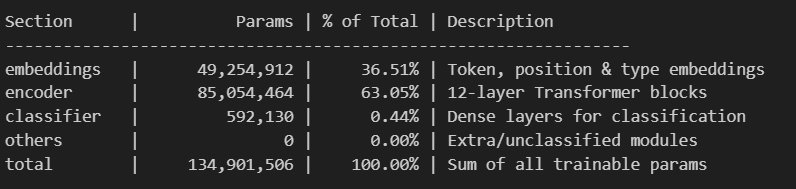 Section | Params | % of Total | Description
----------------------------------------------------------------------
embeddings | 49,254,912 | 36.51% | Token, position & type embeddings
encoder | 85,054,464 | 63.05% | 12-layer Transformer blocks
classifier | 592,130 | 0.44% | Dense layers for classification
others | 0 | 0.00% | Extra/unclassified modules
total | 134,901,506 | 100.00% | Sum of all trainable params